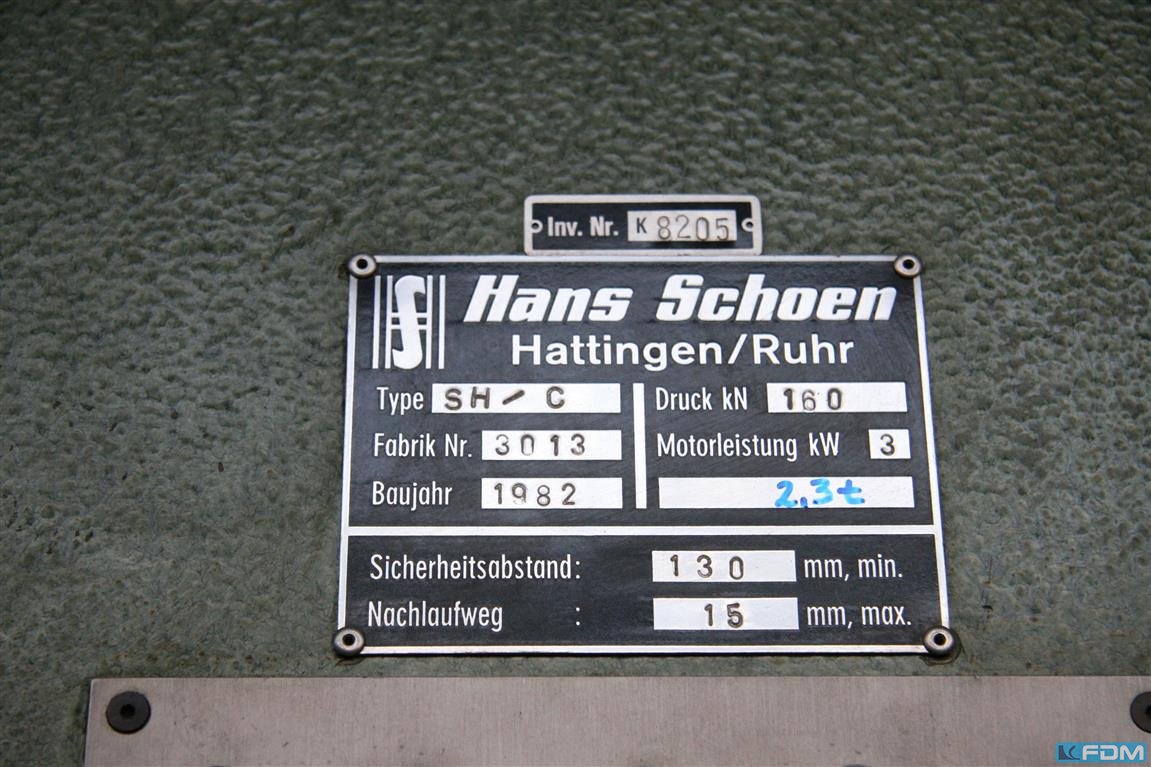 Inv. Nr. K 8205
HS Hans Schoen
Hattingen/Ruhr
Type SH - C Druck kN 160
Fabrik Nr. 3013 Motorleistung kW 3
Baujahr 1982 2,3t
Sicherheitsabstand: 130 mm, min.
Nachlaufweg : 15 mm, max.
FDM